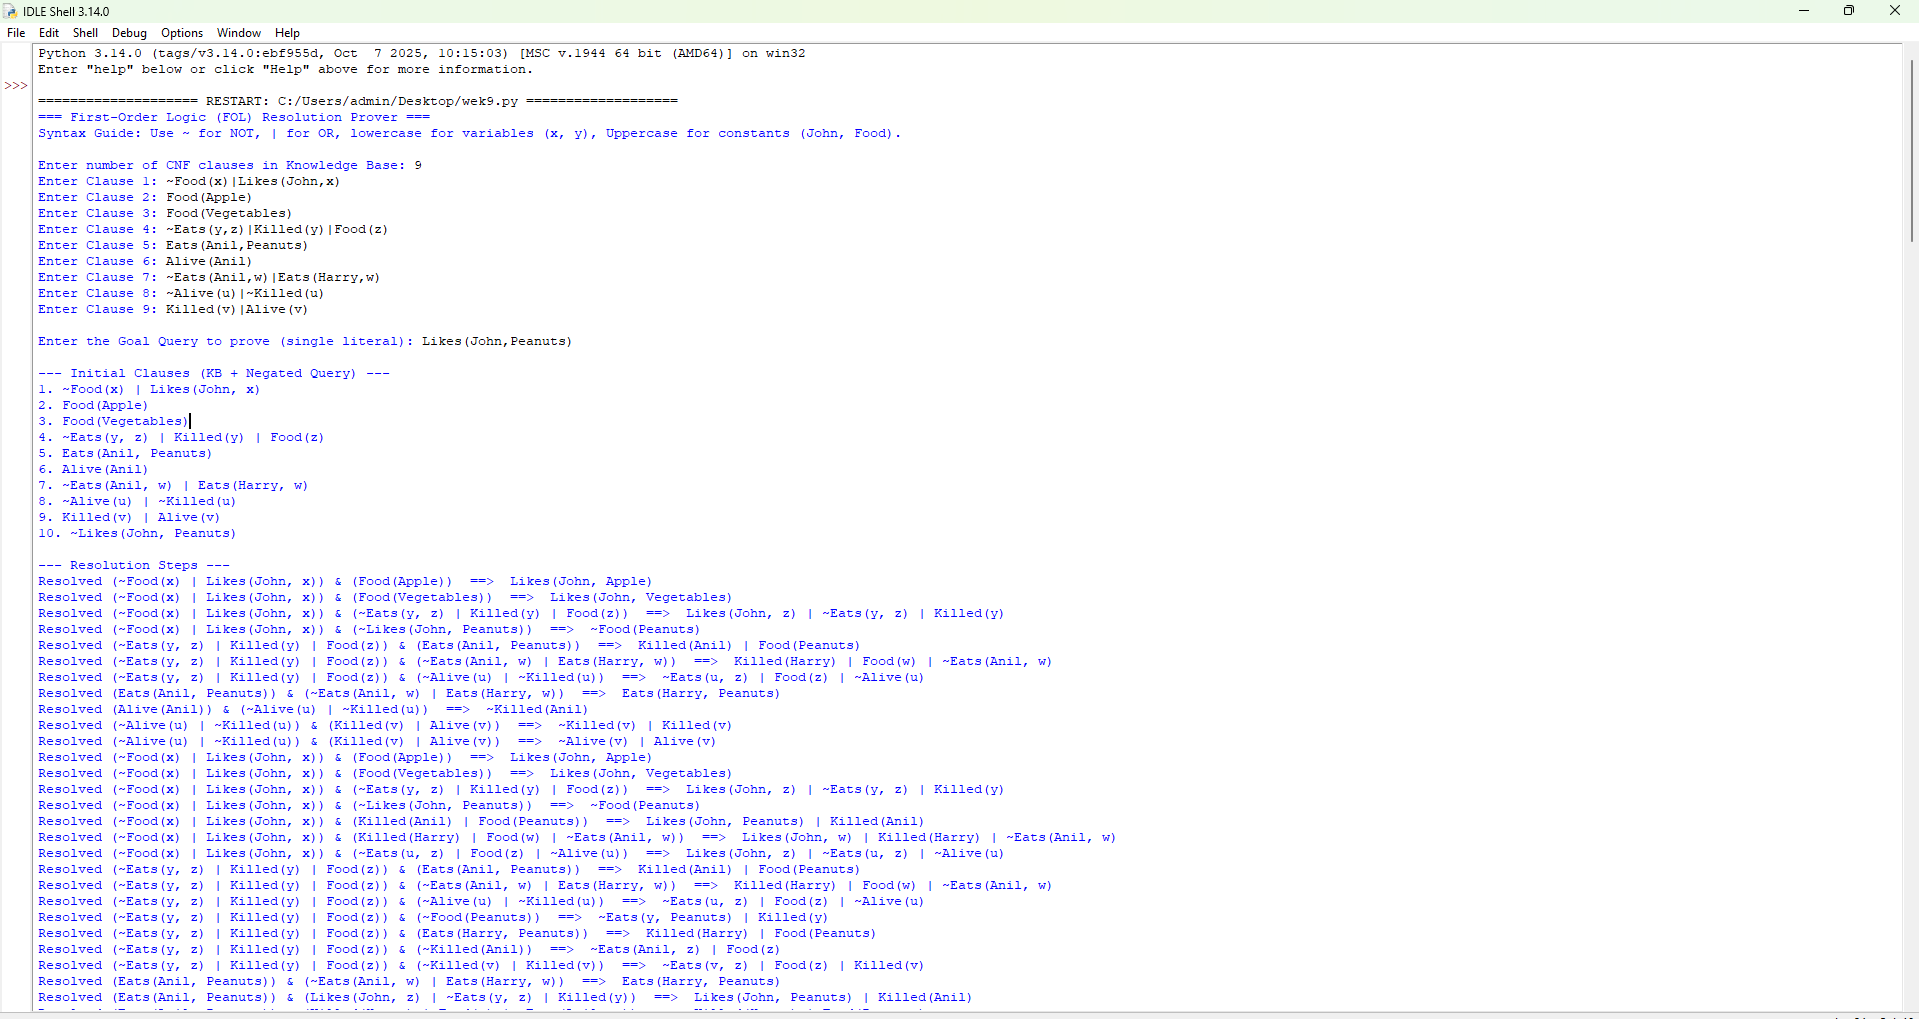 IDLE Shell 3.14.0
File Edit Shell Debug Options Window Help
Python 3.14.0 (tags/v3.14.0:ebf955d, Oct  7 2025, 10:15:03) [MSC v.1944 64 bit (AMD64)] on win32
Enter "help" below or click "Help" above for more information.
>>>
==================== RESTART: C:/Users/admin/Desktop/wek9.py ===================
=== First-Order Logic (FOL) Resolution Prover ===
Syntax Guide: Use ~ for NOT, | for OR, lowercase for variables (x, y), Uppercase for constants (John, Food).
Enter number of CNF clauses in Knowledge Base: 9
Enter Clause 1: ~Food(x)|Likes(John,x)
Enter Clause 2: Food(Apple)
Enter Clause 3: Food(Vegetables)
Enter Clause 4: ~Eats(y,z)|Killed(y)|Food(z)
Enter Clause 5: Eats(Anil,Peanuts)
Enter Clause 6: Alive(Anil)
Enter Clause 7: ~Eats(Anil,w)|Eats(Harry,w)
Enter Clause 8: ~Alive(u)|~Killed(u)
Enter Clause 9: Killed(v)|Alive(v)
Enter the Goal Query to prove (single literal): Likes(John,Peanuts)
--- Initial Clauses (KB + Negated Query) ---
1. ~Food(x) | Likes(John, x)
2. Food(Apple)
3. Food(Vegetables)
4. ~Eats(y, z) | Killed(y) | Food(z)
5. Eats(Anil, Peanuts)
6. Alive(Anil)
7. ~Eats(Anil, w) | Eats(Harry, w)
8. ~Alive(u) | ~Killed(u)
9. Killed(v) | Alive(v)
10. ~Likes(John, Peanuts)
--- Resolution Steps ---
Resolved (~Food(x) | Likes(John, x)) & (Food(Apple))  ==>  Likes(John, Apple)
Resolved (~Food(x) | Likes(John, x)) & (Food(Vegetables))  ==>  Likes(John, Vegetables)
Resolved (~Food(x) | Likes(John, x)) & (~Eats(y, z) | Killed(y) | Food(z))  ==>  Likes(John, z) | ~Eats(y, z) | Killed(y)
Resolved (~Food(x) | Likes(John, x)) & (~Likes(John, Peanuts))  ==>  ~Food(Peanuts)
Resolved (~Eats(y, z) | Killed(y) | Food(z)) & (Eats(Anil, Peanuts))  ==>  Killed(Anil) | Food(Peanuts)
Resolved (~Eats(y, z) | Killed(y) | Food(z)) & (~Eats(Anil, w) | Eats(Harry, w))  ==>  Killed(Harry) | Food(w) | ~Eats(Anil, w)
Resolved (~Eats(y, z) | Killed(y) | Food(z)) & (~Alive(u) | ~Killed(u))  ==>  ~Eats(u, z) | Food(z) | ~Alive(u)
Resolved (Eats(Anil, Peanuts)) & (~Eats(Anil, w) | Eats(Harry, w))  ==>  Eats(Harry, Peanuts)
Resolved (Alive(Anil)) & (~Alive(u) | ~Killed(u))  ==>  ~Killed(Anil)
Resolved (~Alive(u) | ~Killed(u)) & (Killed(v) | Alive(v))  ==>  ~Killed(v) | Killed(v)
Resolved (~Alive(u) | ~Killed(u)) & (Killed(v) | Alive(v))  ==>  ~Alive(v) | Alive(v)
Resolved (~Food(x) | Likes(John, x)) & (Food(Apple))  ==>  Likes(John, Apple)
Resolved (~Food(x) | Likes(John, x)) & (Food(Vegetables))  ==>  Likes(John, Vegetables)
Resolved (~Food(x) | Likes(John, x)) & (~Eats(y, z) | Killed(y) | Food(z))  ==>  Likes(John, z) | ~Eats(y, z) | Killed(y)
Resolved (~Food(x) | Likes(John, x)) & (~Likes(John, Peanuts))  ==>  ~Food(Peanuts)
Resolved (~Food(x) | Likes(John, x)) & (Killed(Anil) | Food(Peanuts))  ==>  Likes(John, Peanuts) | Killed(Anil)
Resolved (~Food(x) | Likes(John, x)) & (Killed(Harry) | Food(w) | ~Eats(Anil, w))  ==>  Likes(John, w) | Killed(Harry) | ~Eats(Anil, w)
Resolved (~Food(x) | Likes(John, x)) & (~Eats(u, z) | Food(z) | ~Alive(u))  ==>  Likes(John, z) | ~Eats(u, z) | ~Alive(u)
Resolved (~Eats(y, z) | Killed(y) | Food(z)) & (Eats(Anil, Peanuts))  ==>  Killed(Anil) | Food(Peanuts)
Resolved (~Eats(y, z) | Killed(y) | Food(z)) & (~Eats(Anil, w) | Eats(Harry, w))  ==>  Killed(Harry) | Food(w) | ~Eats(Anil, w)
Resolved (~Eats(y, z) | Killed(y) | Food(z)) & (~Alive(u) | ~Killed(u))  ==>  ~Eats(u, z) | Food(z) | ~Alive(u)
Resolved (~Eats(y, z) | Killed(y) | Food(z)) & (~Food(Peanuts))  ==>  ~Eats(y, Peanuts) | Killed(y)
Resolved (~Eats(y, z) | Killed(y) | Food(z)) & (Eats(Harry, Peanuts))  ==>  Killed(Harry) | Food(Peanuts)
Resolved (~Eats(y, z) | Killed(y) | Food(z)) & (~Killed(Anil))  ==>  ~Eats(Anil, z) | Food(z)
Resolved (~Eats(y, z) | Killed(y) | Food(z)) & (~Killed(v) | Killed(v))  ==>  ~Eats(v, z) | Food(z) | Killed(v)
Resolved (Eats(Anil, Peanuts)) & (~Eats(Anil, w) | Eats(Harry, w))  ==>  Eats(Harry, Peanuts)
Resolved (Eats(Anil, Peanuts)) & (Likes(John, z) | ~Eats(y, z) | Killed(y))  ==>  Likes(John, Peanuts) | Killed(Anil)